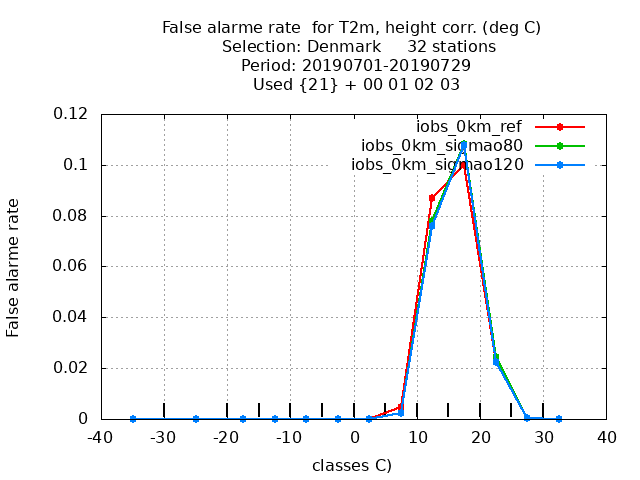 False alarme rate  for T2m, height corr. (deg C)
Selection: Denmark     32 stations
Period: 20190701-20190729
Used {21} + 00 01 02 03
iobs_0km_ref
iobs_0km_sigmao80
iobs_0km_sigmao120
False alarme rate
0.12
0.1
0.08
0.06
0.04
0.02
0
-40 -30 -20 -10 0 10 20 30 40
classes C)